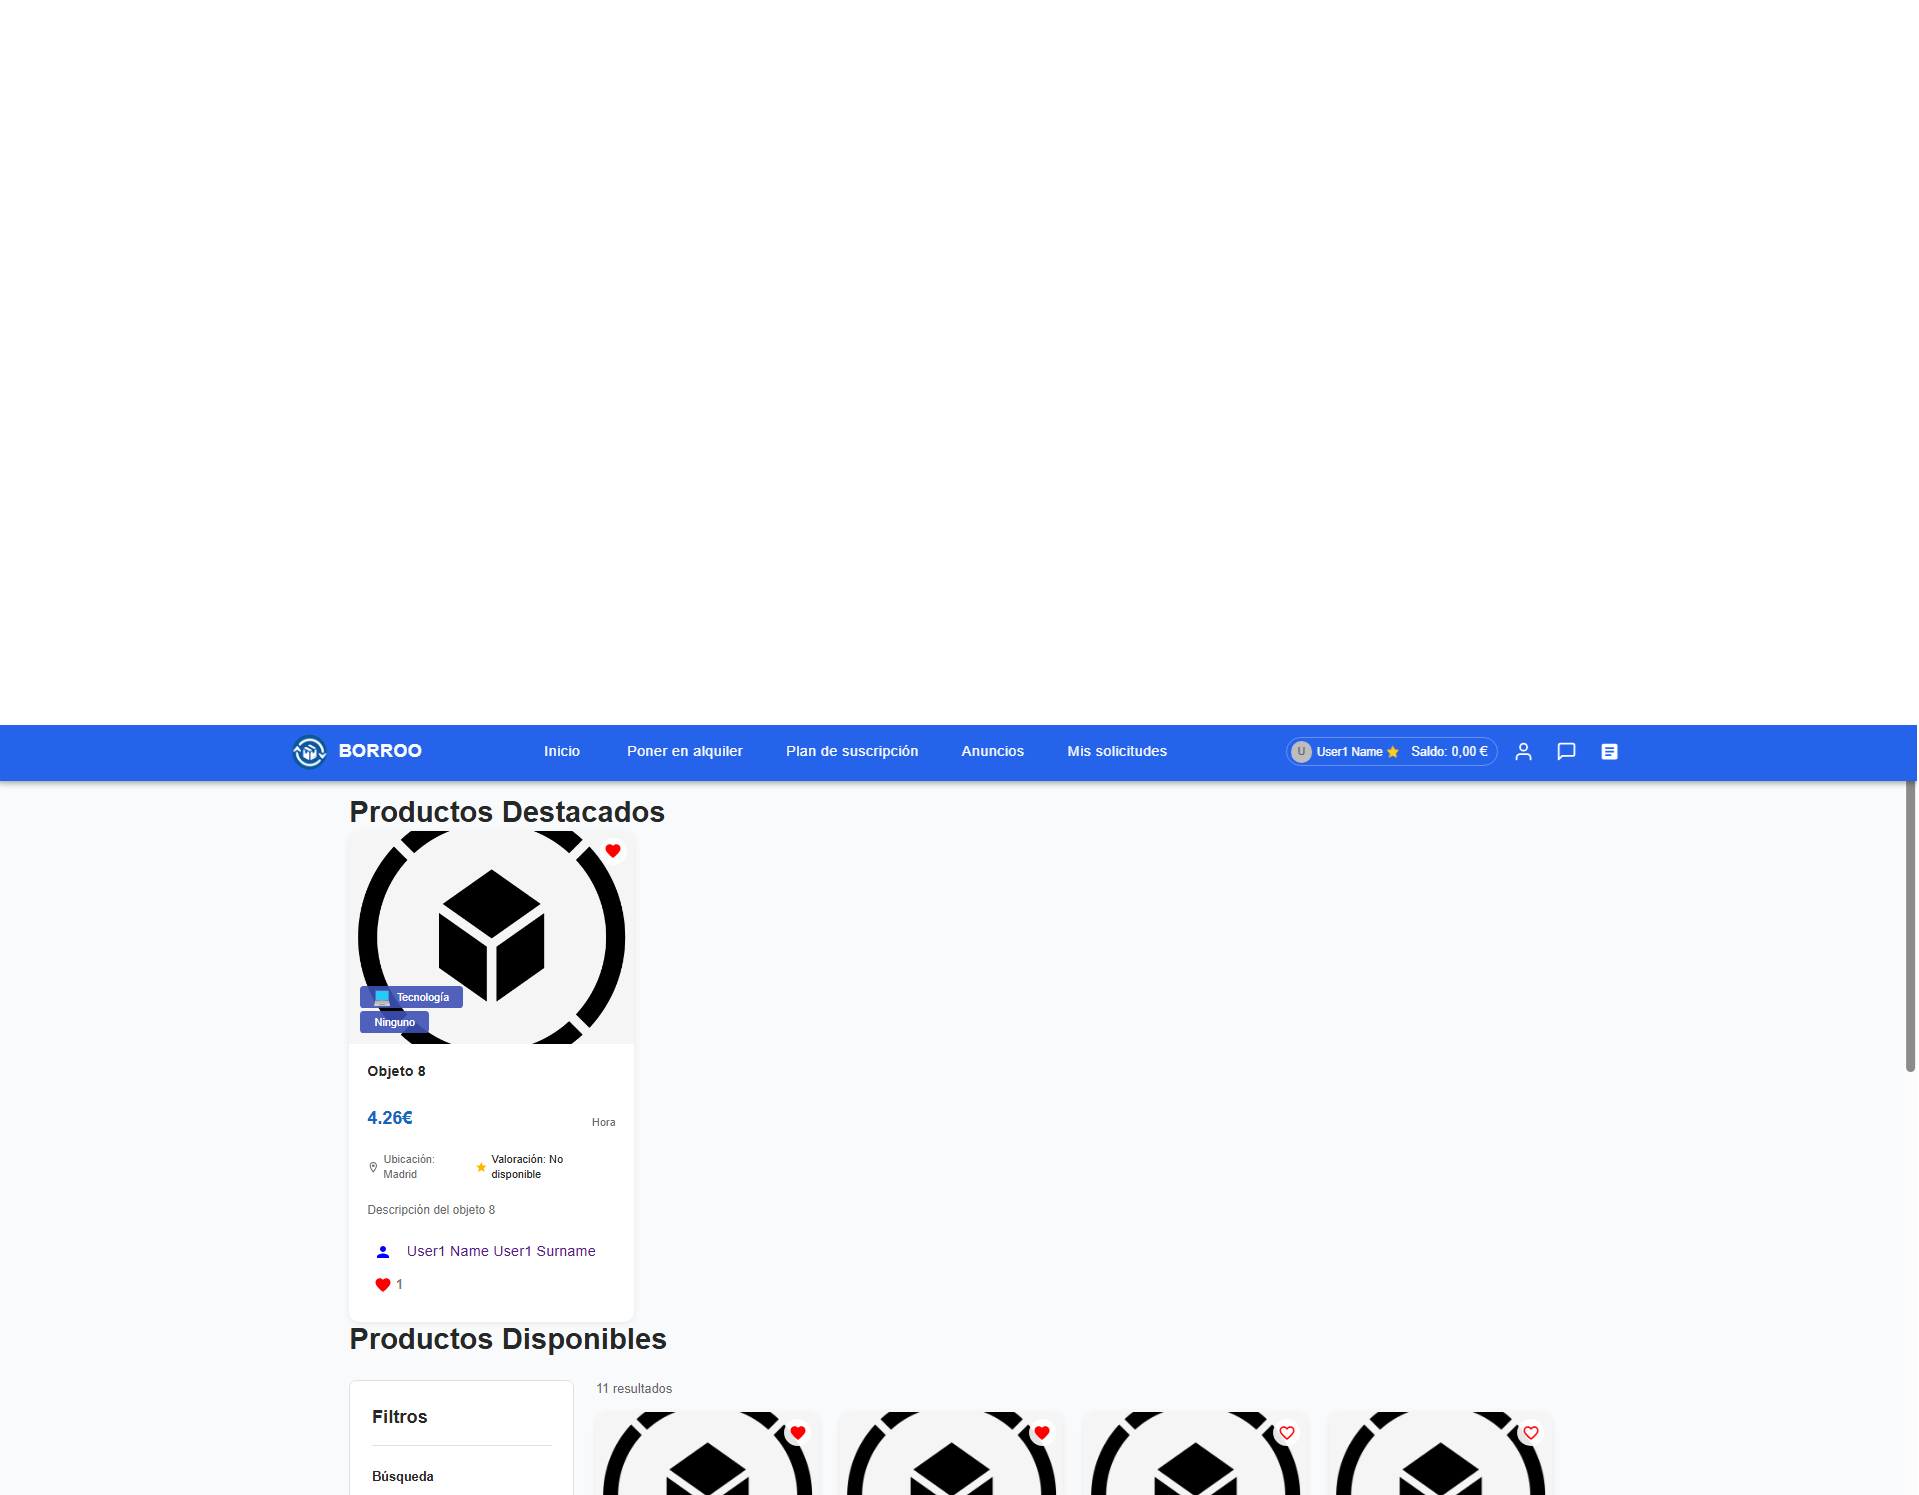 BORROO
Inicio
Poner en alquiler
Plan de suscripción
Anuncios
Mis solicitudes
U
User1 Name
Saldo: 0,00 €
Productos Destacados
Tecnología
Ninguno
Objeto 8
4.26€
Hora
Ubicación:
Madrid
Valoración: No
disponible
Descripción del objeto 8
User1 Name User1 Surname
1
Productos Disponibles
Filtros
Búsqueda
11 resultados